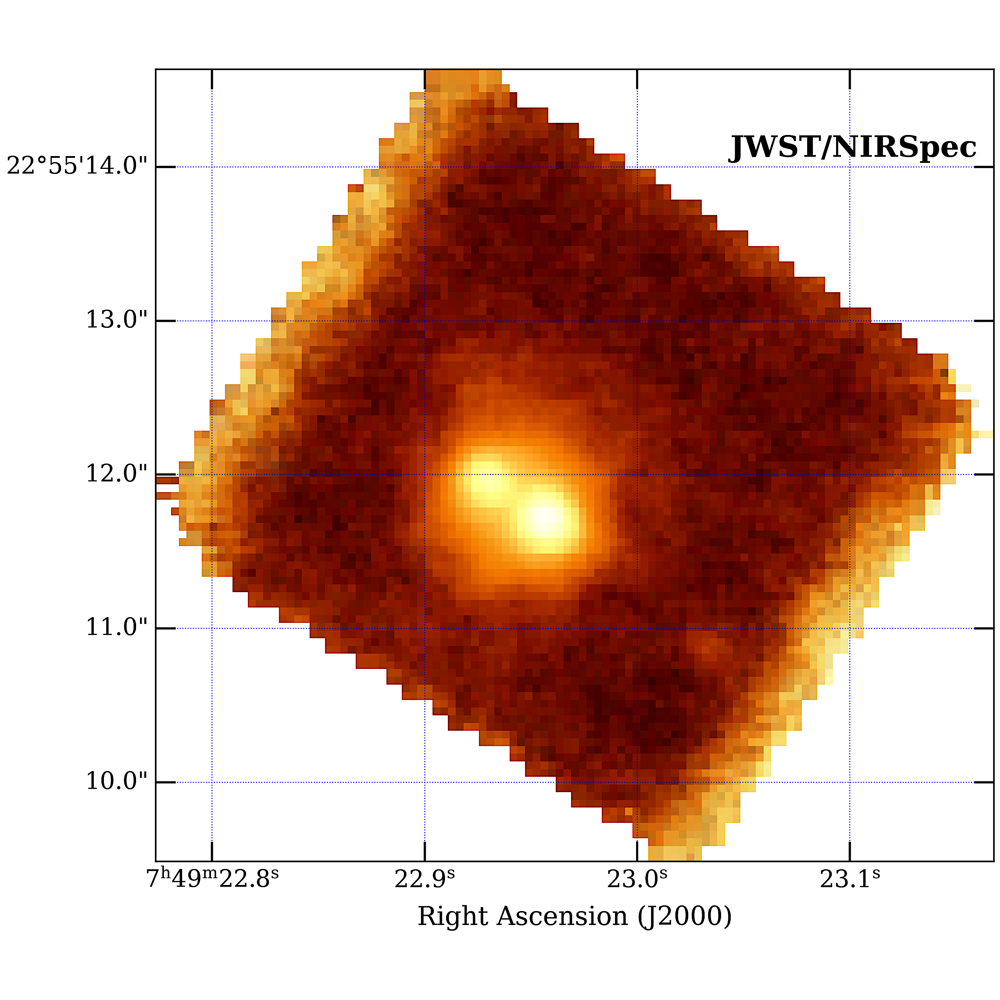 JWST/NIRSpec
22°55'14.0"
13.0"
12.0"
11.0"
10.0"
7ʰ49ᵐ22.8ˢ 22.9ˢ 23.0ˢ 23.1ˢ
Right Ascension (J2000)